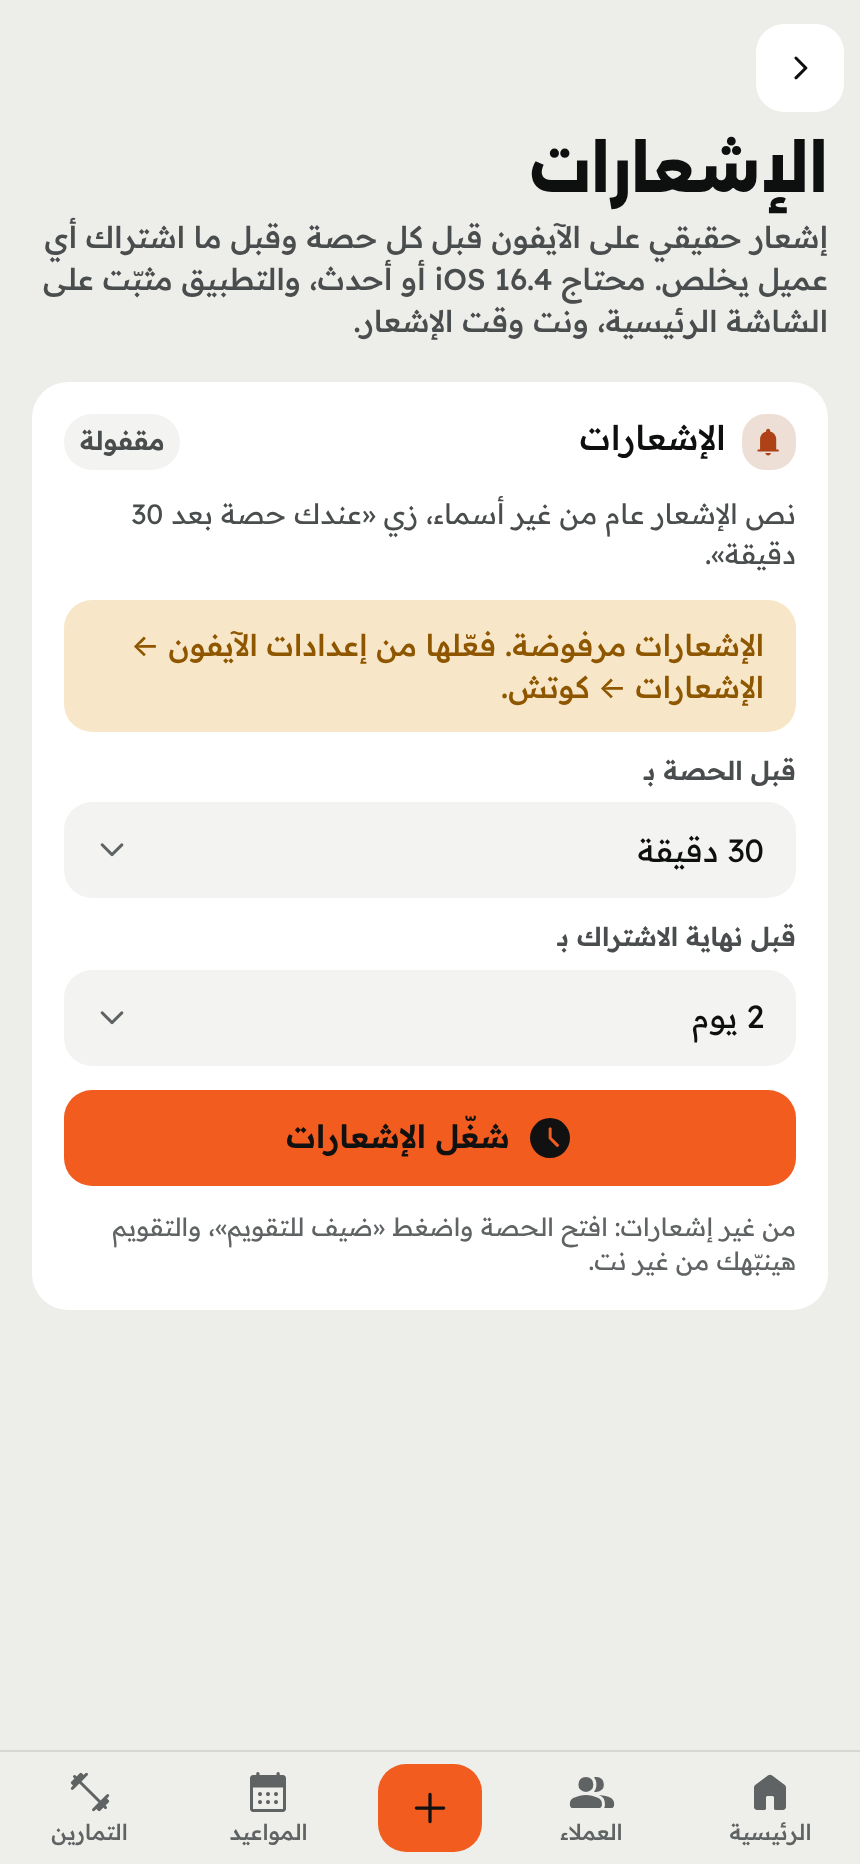 الإشعارات
إشعار حقيقي على الآيفون قبل كل حصة وقبل ما اشتراك أي
عميل يخلص. محتاج iOS 16.4 أو أحدث، والتطبيق مثبّت على
الشاشة الرئيسية، ونت وقت الإشعار.
الإشعارات
مقفولة
نص الإشعار عام من غير أسماء، زي «عندك حصة بعد 30
دقيقة».
الإشعارات مرفوضة. فعّلها من إعدادات الآيفون ←
الإشعارات ← كوتش.
قبل الحصة بـ
30 دقيقة
قبل نهاية الاشتراك بـ
2 يوم
شغّل الإشعارات
من غير إشعارات: افتح الحصة واضغط «ضيف للتقويم»، والتقويم
هينبّهك من غير نت.
الرئيسية
العملاء
المواعيد
التمارين